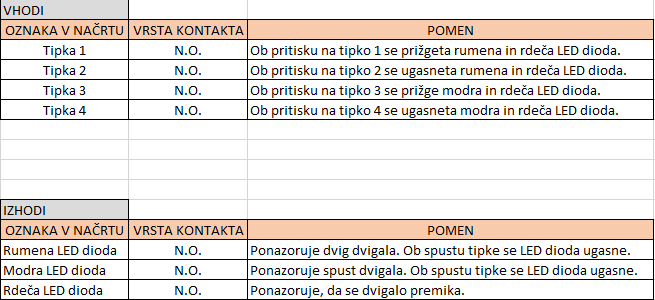 VHODI
OZNAKA V NAČRTU VRSTA KONTAKTA POMEN
Tipka 1 N.O. Ob pritisku na tipko 1 se prižgeta rumena in rdeča LED dioda.
Tipka 2 N.O. Ob pritisku na tipko 2 se ugasneta rumena in rdeča LED dioda.
Tipka 3 N.O. Ob pritisku na tipko 3 se prižge modra in rdeča LED dioda.
Tipka 4 N.O. Ob pritisku na tipko 4 se ugasneta modra in rdeča LED dioda.
IZHODI
OZNAKA V NAČRTU VRSTA KONTAKTA POMEN
Rumena LED dioda N.O. Ponazoruje dvig dvigala. Ob spustu tipke se LED dioda ugasne.
Modra LED dioda N.O. Ponazoruje spust dvigala. Ob spustu tipke se LED dioda ugasne.
Rdeča LED dioda N.O. Ponazoruje, da se dvigalo premika.